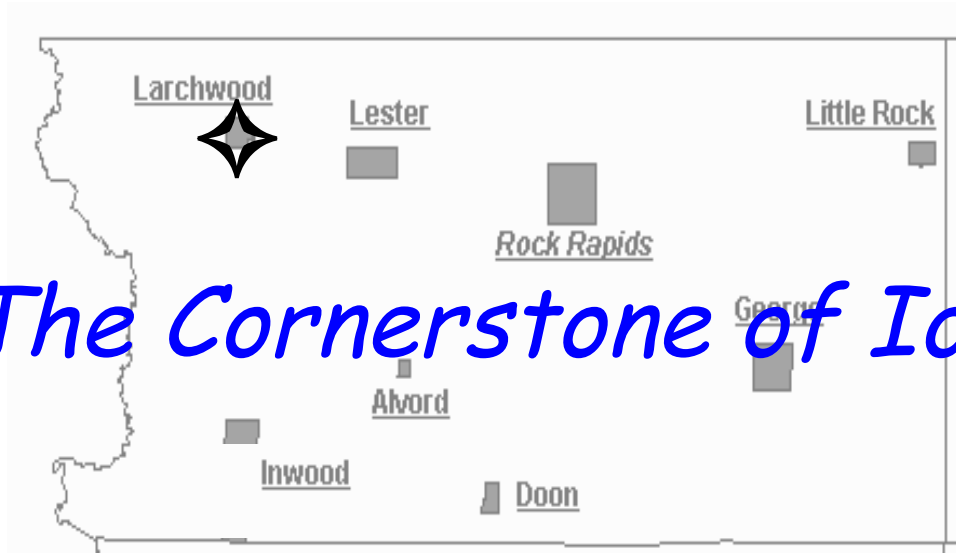 Larchwood
Lester
Little Rock
Rock Rapids
George
The Cornerstone of Io
Alvord
Inwood
Doon